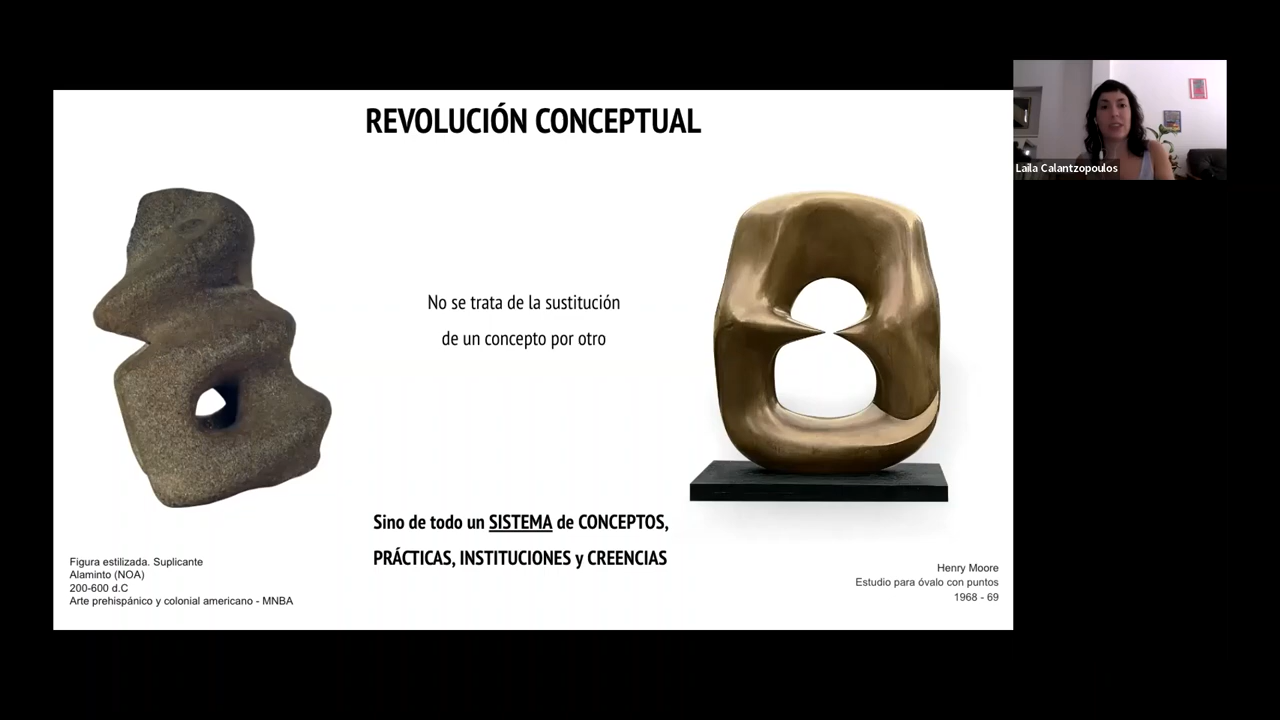 REVOLUCIÓN CONCEPTUAL
Laila Calantzopoulos
No se trata de la sustitución
de un concepto por otro
Sino de todo un SISTEMA de CONCEPTOS,
PRÁCTICAS, INSTITUCIONES y CREENCIAS
Figura estilizada. Suplicante
Alaminto (NOA)
200-600 d.C
Arte prehispánico y colonial americano - MNBA
Henry Moore
Estudio para óvalo con puntos
1968 - 69